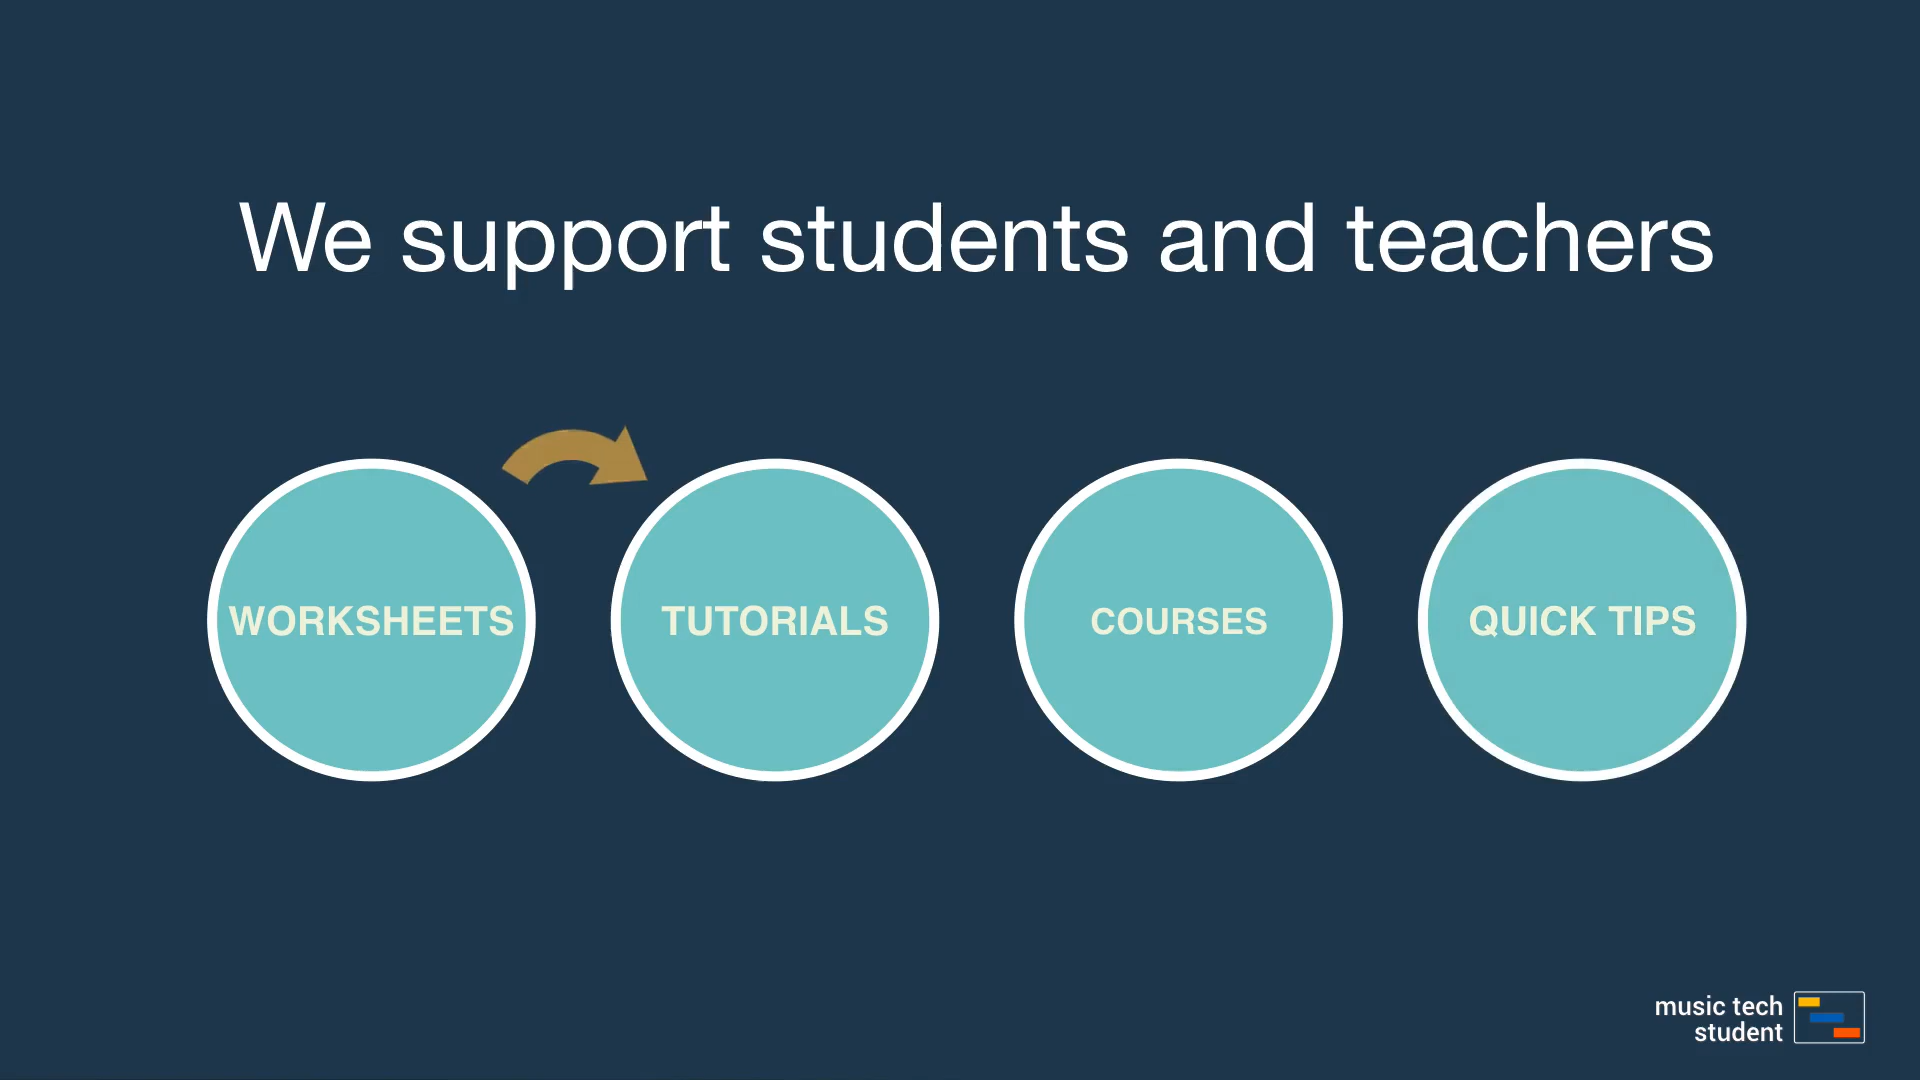 We support students and teachers
WORKSHEETS
TUTORIALS
COURSES
QUICK TIPS
music tech
student